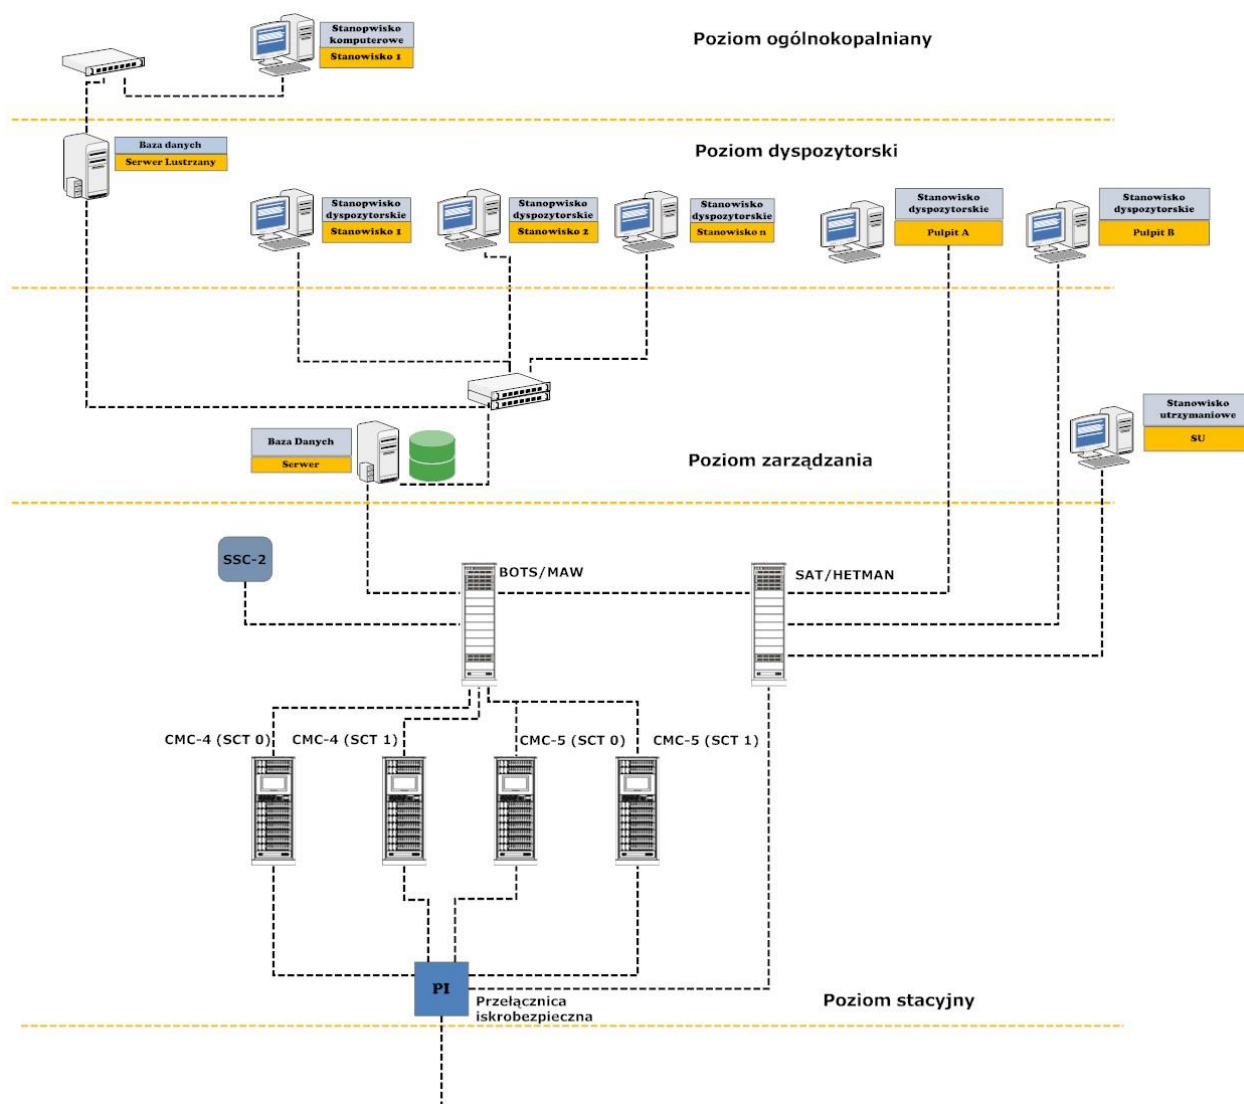 Stanopwisko
komputerowe
Stanowisko 1
Poziom ogólnokopalniany
Baza danych
Serwer Lustrzany
Poziom dyspozytorski
Stanopwisko
dyspozytorskie
Stanowisko 1
Stanopwisko
dyspozytorskie
Stanowisko 2
Stanopwisko
dyspozytorskie
Stanowisko n
Stanowisko
dyspozytorskie
Pulpit A
Stanowisko
dyspozytorskie
Pulpit B
Stanowisko
utrzymaniowe
SU
Baza Danych
Serwer
Poziom zarządzania
SSC-2
BOTS/MAW
SAT/HETMAN
CMC-4 (SCT 0)
CMC-4 (SCT 1)
CMC-5 (SCT 0)
CMC-5 (SCT 1)
PI
Przełącznica
iskrobezpieczna
Poziom stacyjny